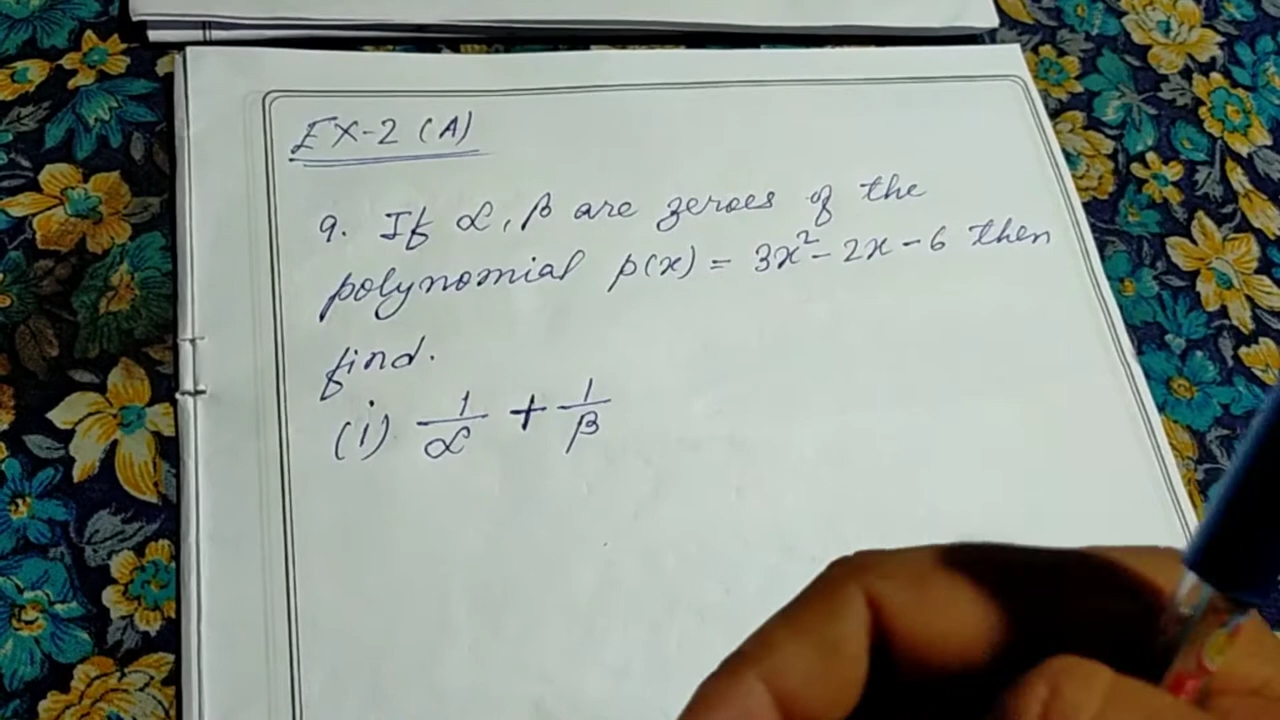 EX-2 (A)
9. If α, β are zeroes of the
polynomial p(x) = 3x² - 2x - 6 then
find.
(i) 1/α + 1/β